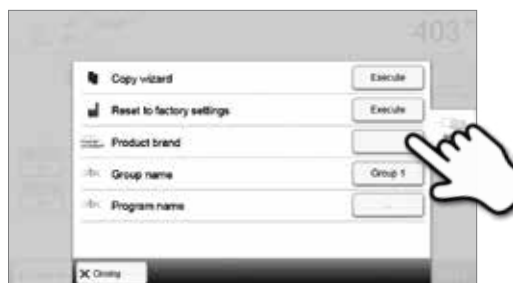 403°
Copy wizard Execute
Reset to factory settings Execute
Product brand
Group name Group 1
Program name ...
X Closing